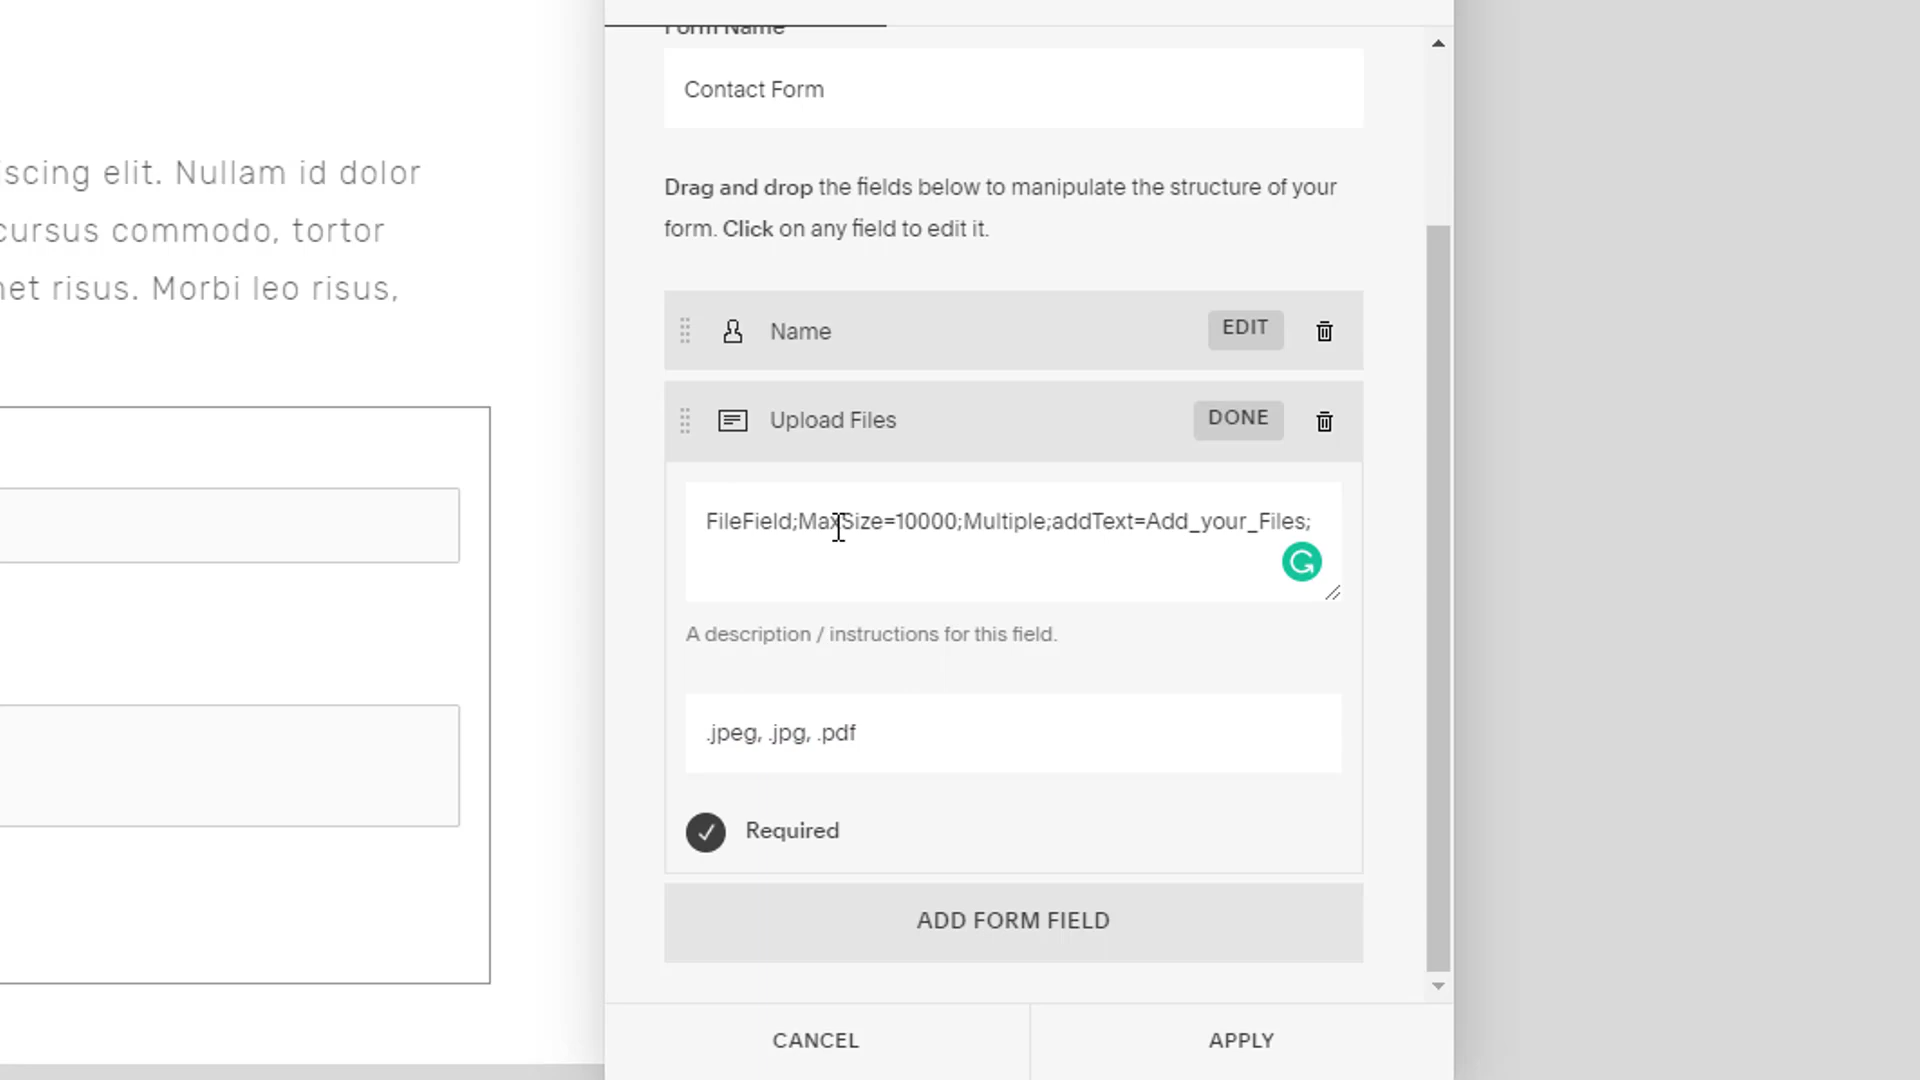 Form Name
Contact Form
scing elit. Nullam id dolor
cursus commodo, tortor
net risus. Morbi leo risus,
Drag and drop the fields below to manipulate the structure of your
form. Click on any field to edit it.
Name
EDIT
Upload Files
DONE
FileField;MaxSize=10000;Multiple;addText=Add_your_Files;
A description / instructions for this field.
.jpeg, .jpg, .pdf
Required
ADD FORM FIELD
CANCEL
APPLY